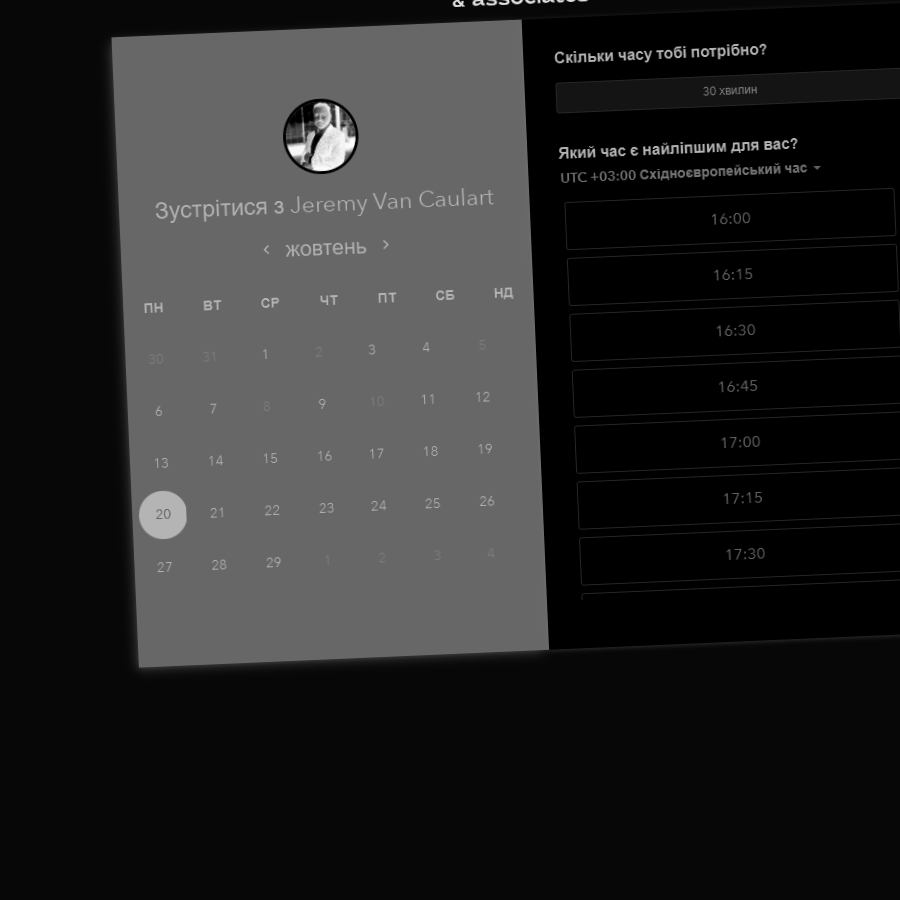 & associates
Зустрітися з Jeremy Van Caulart
жовтень
ПН ВТ СР ЧТ ПТ СБ НД
30 31 1 2 3 4 5
6 7 8 9 10 11 12
13 14 15 16 17 18 19
20 21 22 23 24 25 26
27 28 29 1 2 3 4
Скільки часу тобі потрібно?
30 хвилин
Який час є найліпшим для вас?
UTC +03:00 Східноєвропейський час
16:00
16:15
16:30
16:45
17:00
17:15
17:30